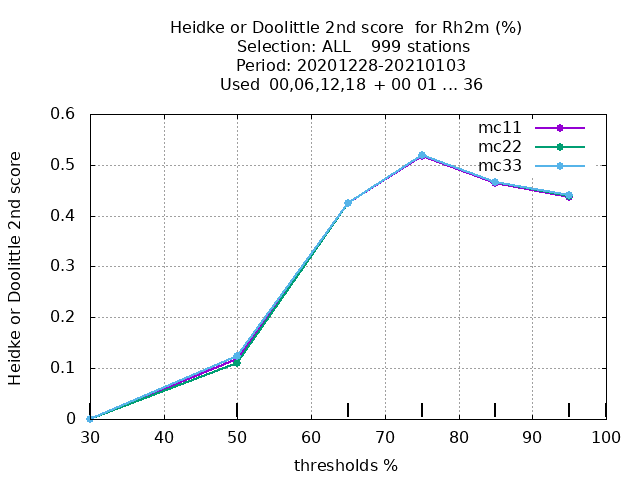 Heidke or Doolittle 2nd score  for Rh2m (%)
Selection: ALL    999 stations
Period: 20201228-20210103
Used  00,06,12,18  + 00 01 ... 36
mc11
mc22
mc33
Heidke or Doolittle 2nd score
0.6
0.5
0.4
0.3
0.2
0.1
0
30 40 50 60 70 80 90 100
thresholds %